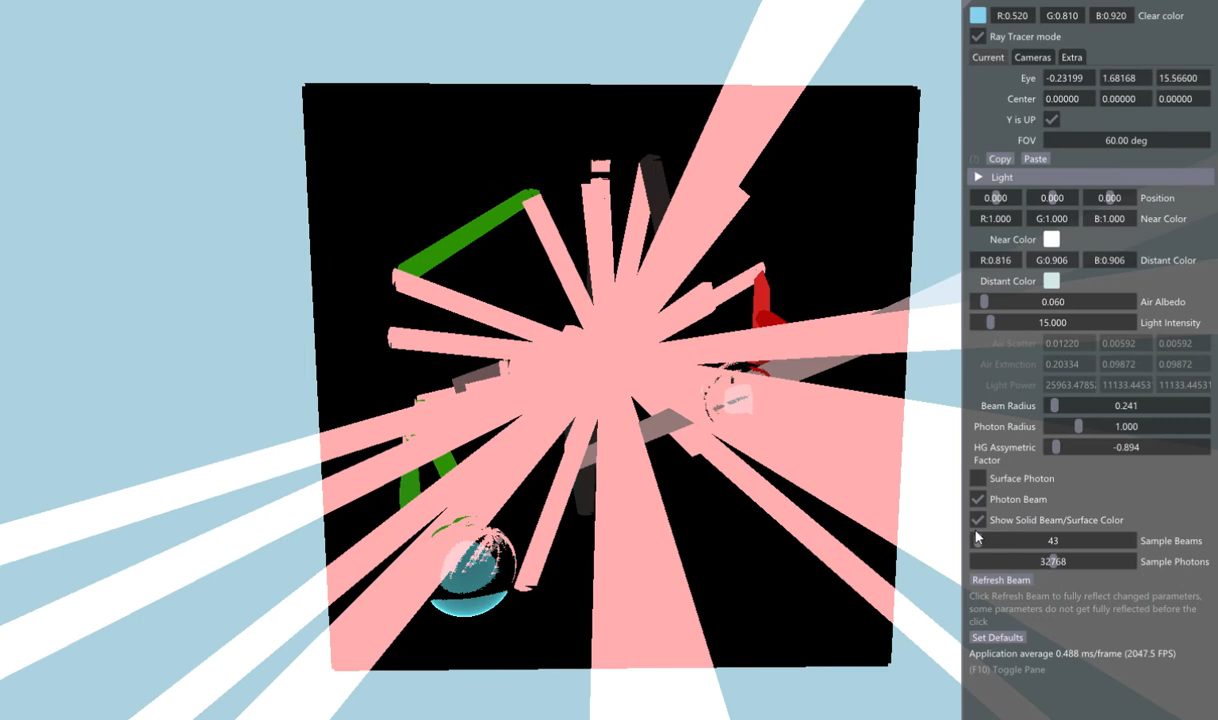 R:0.520 G:0.810 B:0.920 Clear color
Ray Tracer mode
Current Cameras Extra
Eye -0.23199 1.68168 15.56600
Center 0.00000 0.00000 0.00000
Y is UP
FOV 60.00 deg
(?) Copy Paste
Light
0.000 0.000 0.000 Position
R:1.000 G:1.000 B:1.000 Near Color
Near Color
R:0.816 G:0.906 B:0.906 Distant Color
Distant Color
0.060 Air Albedo
15.000 Light Intensity
Air Scatter 0.01220 0.00592 0.00592
Air Extinction 0.20334 0.09872 0.09872
Light Power 25963.4785 11133.4453 11133.44531
Beam Radius 0.241
Photon Radius 1.000
HG Assymetric -0.894
Factor
Surface Photon
Photon Beam
Show Solid Beam/Surface Color
43 Sample Beams
32768 Sample Photons
Refresh Beam
Click Refresh Beam to fully reflect changed parameters,
some parameters do not get fully reflected before the
click
Set Defaults
Application average 0.488 ms/frame (2047.5 FPS)
(F10) Toggle Pane